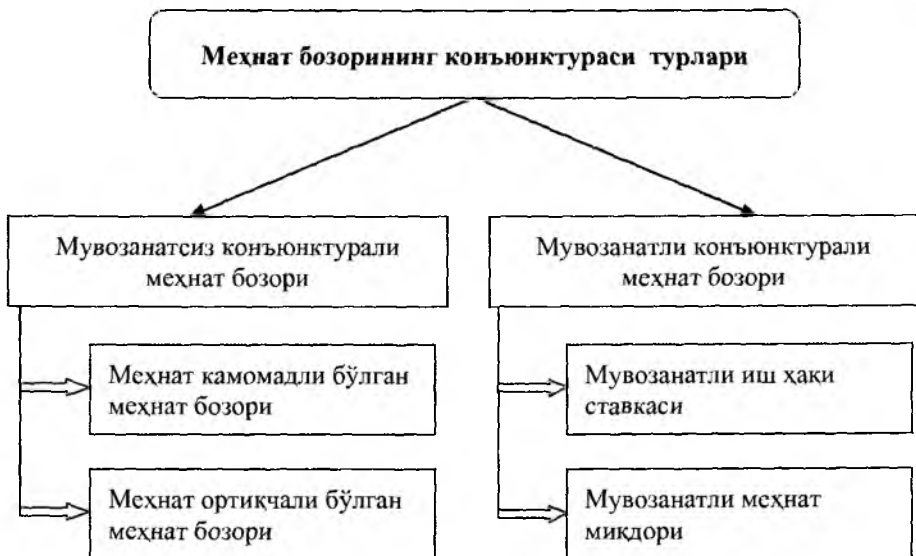 Меҳнат бозорининг конъюнктураси турлари
Мувозанатсиз конъюнктурали
меҳнат бозори
Мувозанатли конъюнктурали
меҳнат бозори
Меҳнат камомадли бўлган
меҳнат бозори
Мувозанатли иш ҳақи
ставкаси
Меҳнат ортиқчали бўлган
меҳнат бозори
Мувозанатли меҳнат
миқдори